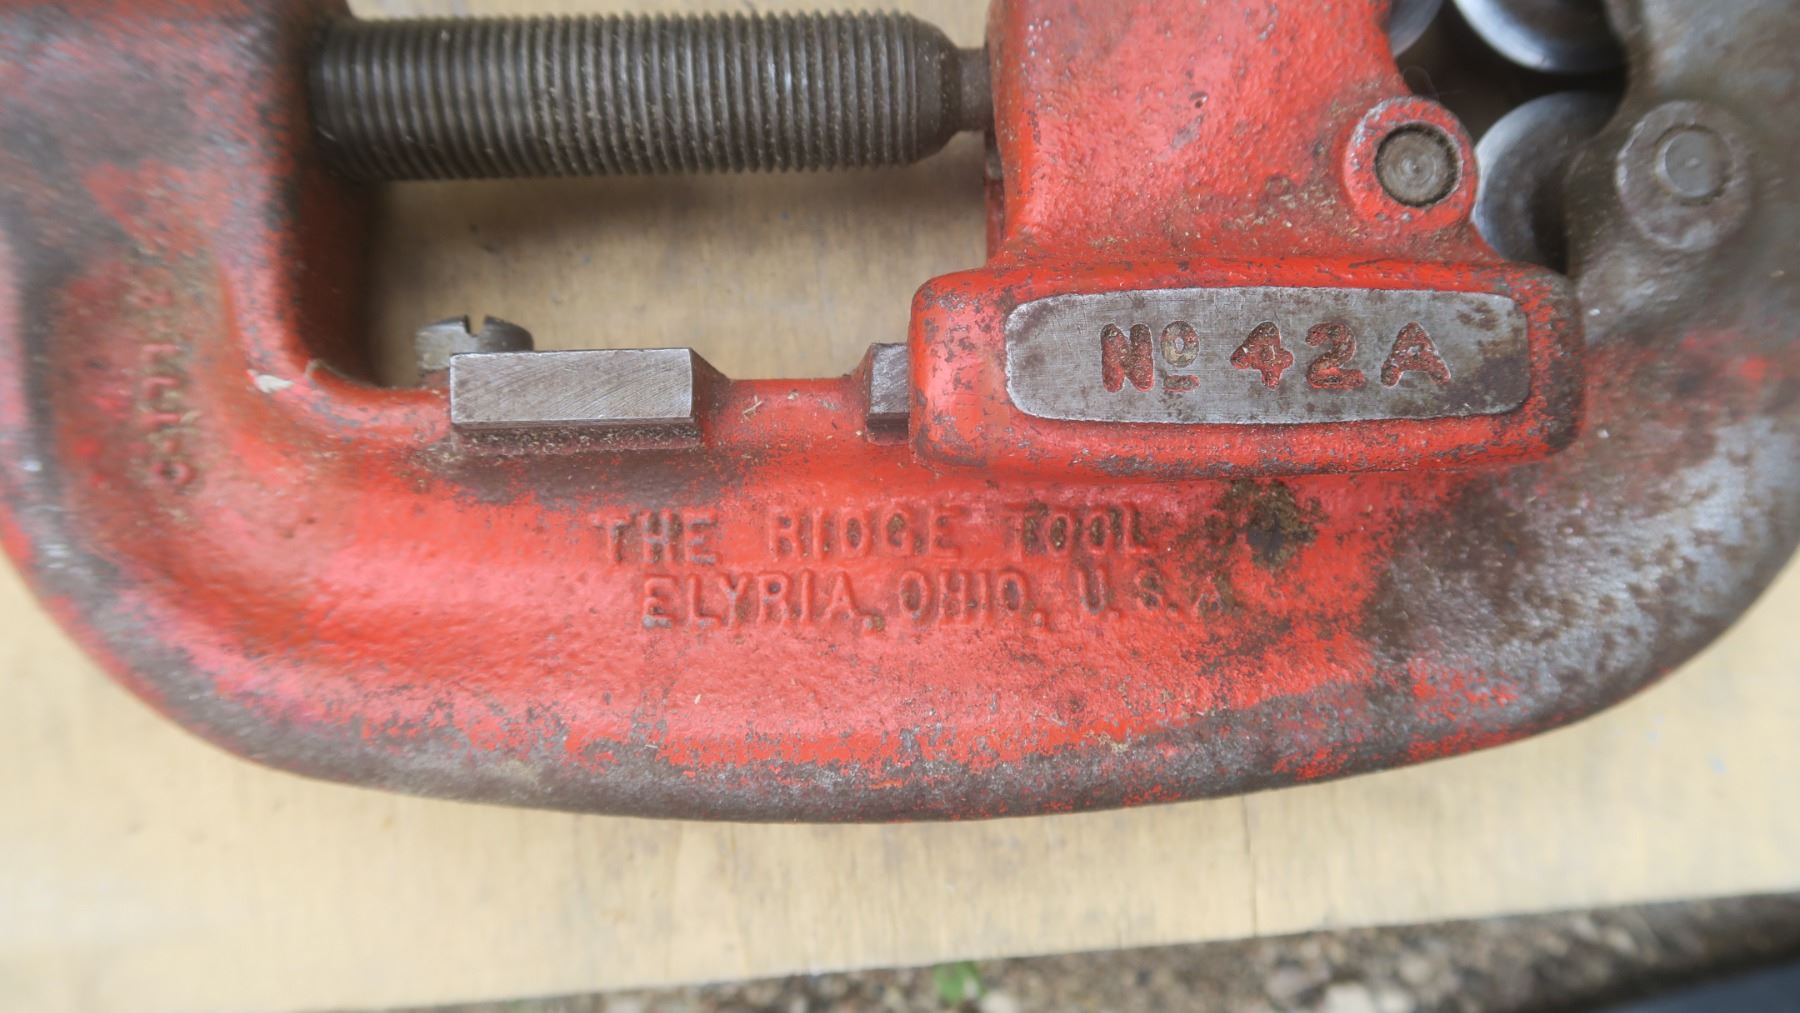 Nº 42A
THE RIDGE TOOL
ELYRIA, OHIO, U.S.A.